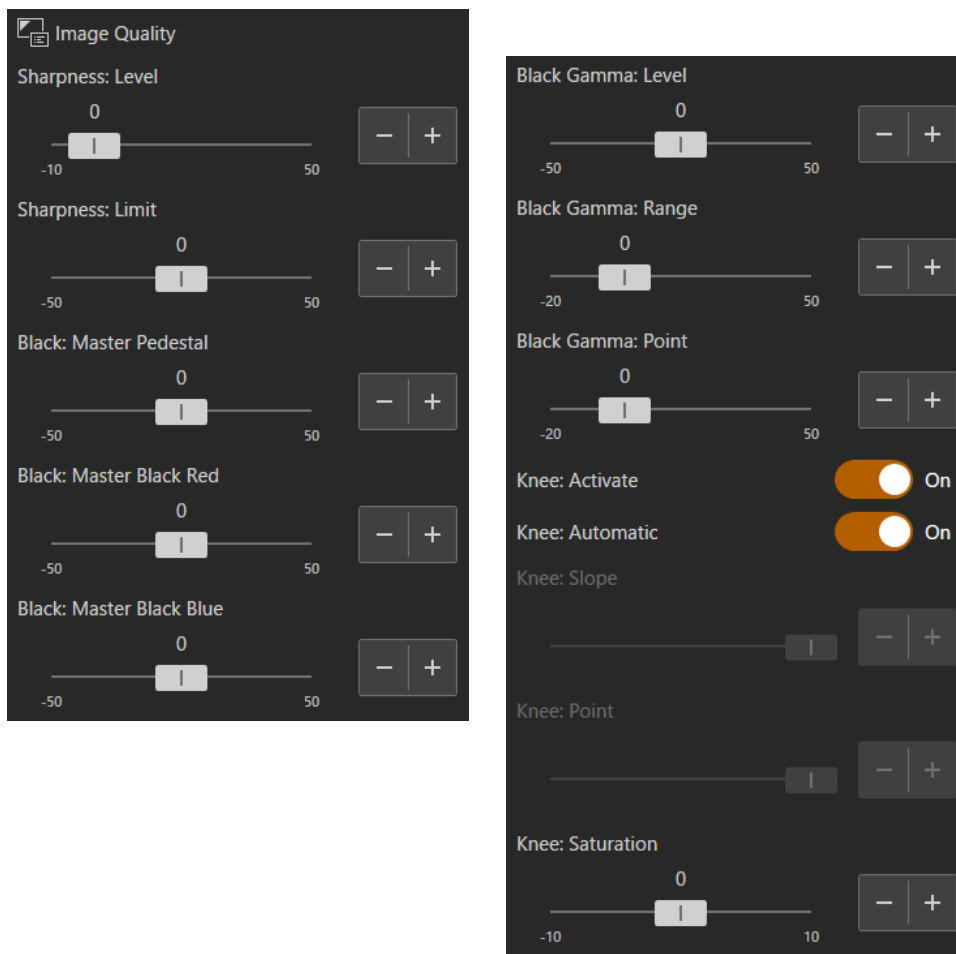 Image Quality
Sharpness: Level
0
− +
-10 50
Sharpness: Limit
0
− +
-50 50
Black: Master Pedestal
0
− +
-50 50
Black: Master Black Red
0
− +
-50 50
Black: Master Black Blue
0
− +
-50 50
Black Gamma: Level
0
− +
-50 50
Black Gamma: Range
0
− +
-20 50
Black Gamma: Point
0
− +
-20 50
Knee: Activate On
Knee: Automatic On
Knee: Slope
− +
Knee: Point
− +
Knee: Saturation
0
− +
-10 10